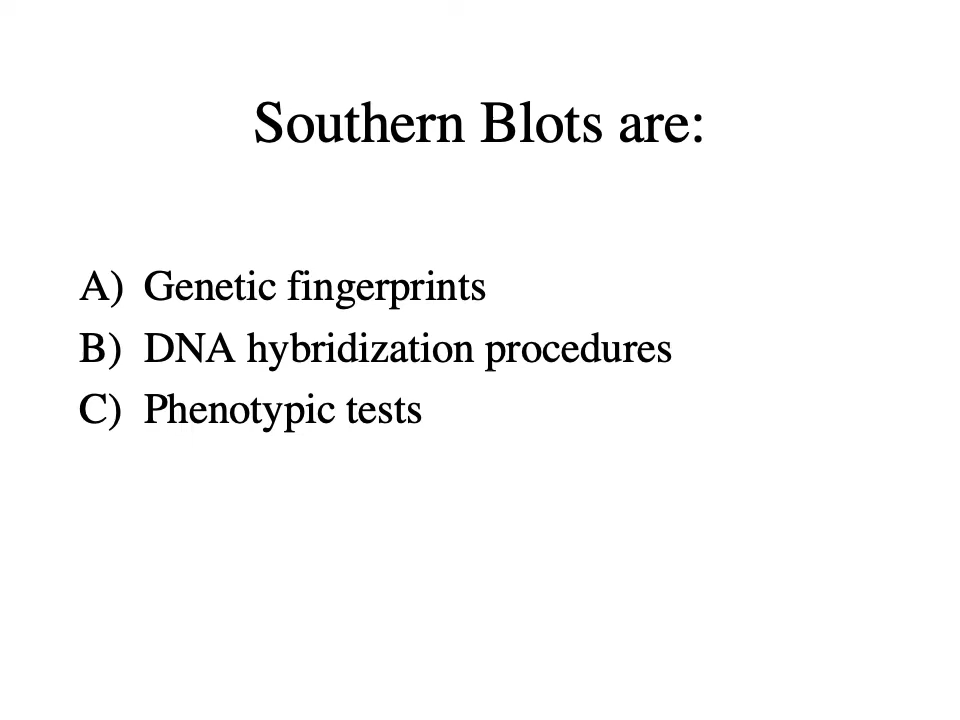 Southern Blots are:
A) Genetic fingerprints
B) DNA hybridization procedures
C) Phenotypic tests